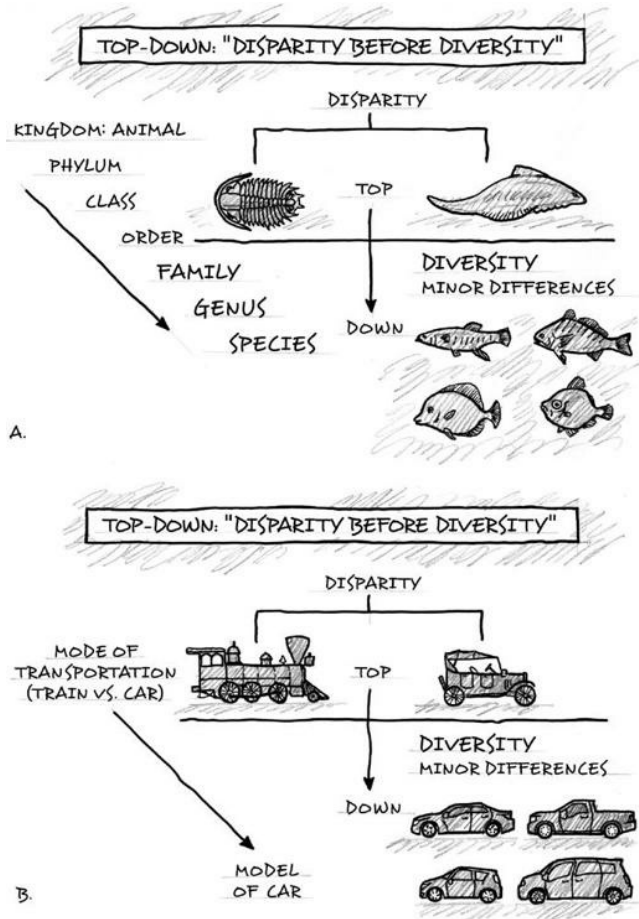 TOP-DOWN: "DISPARITY BEFORE DIVERSITY"
DISPARITY
KINGDOM: ANIMAL
PHYLUM
CLASS
TOP
ORDER
FAMILY
DIVERSITY
MINOR DIFFERENCES
GENUS
SPECIES
DOWN
A.
TOP-DOWN: "DISPARITY BEFORE DIVERSITY"
DISPARITY
MODE OF
TRANSPORTATION
(TRAIN VS. CAR)
TOP
DIVERSITY
MINOR DIFFERENCES
DOWN
MODEL
OF CAR
B.